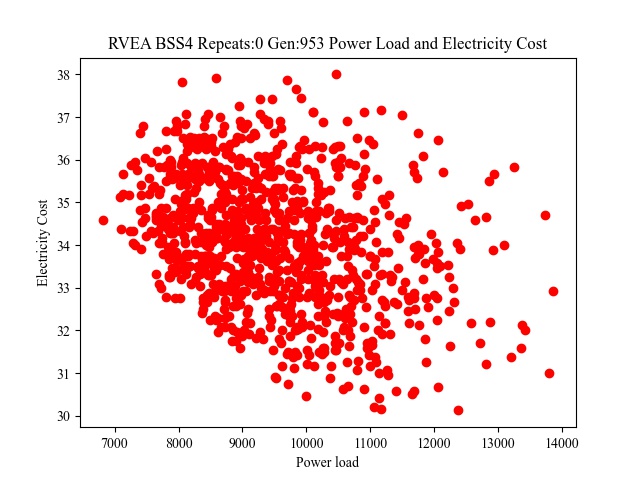 RVEA BSS4 Repeats:0 Gen:953 Power Load and Electricity Cost
38
37
36
35
34
33
32
31
30
Electricity Cost
7000 8000 9000 10000 11000 12000 13000 14000
Power load